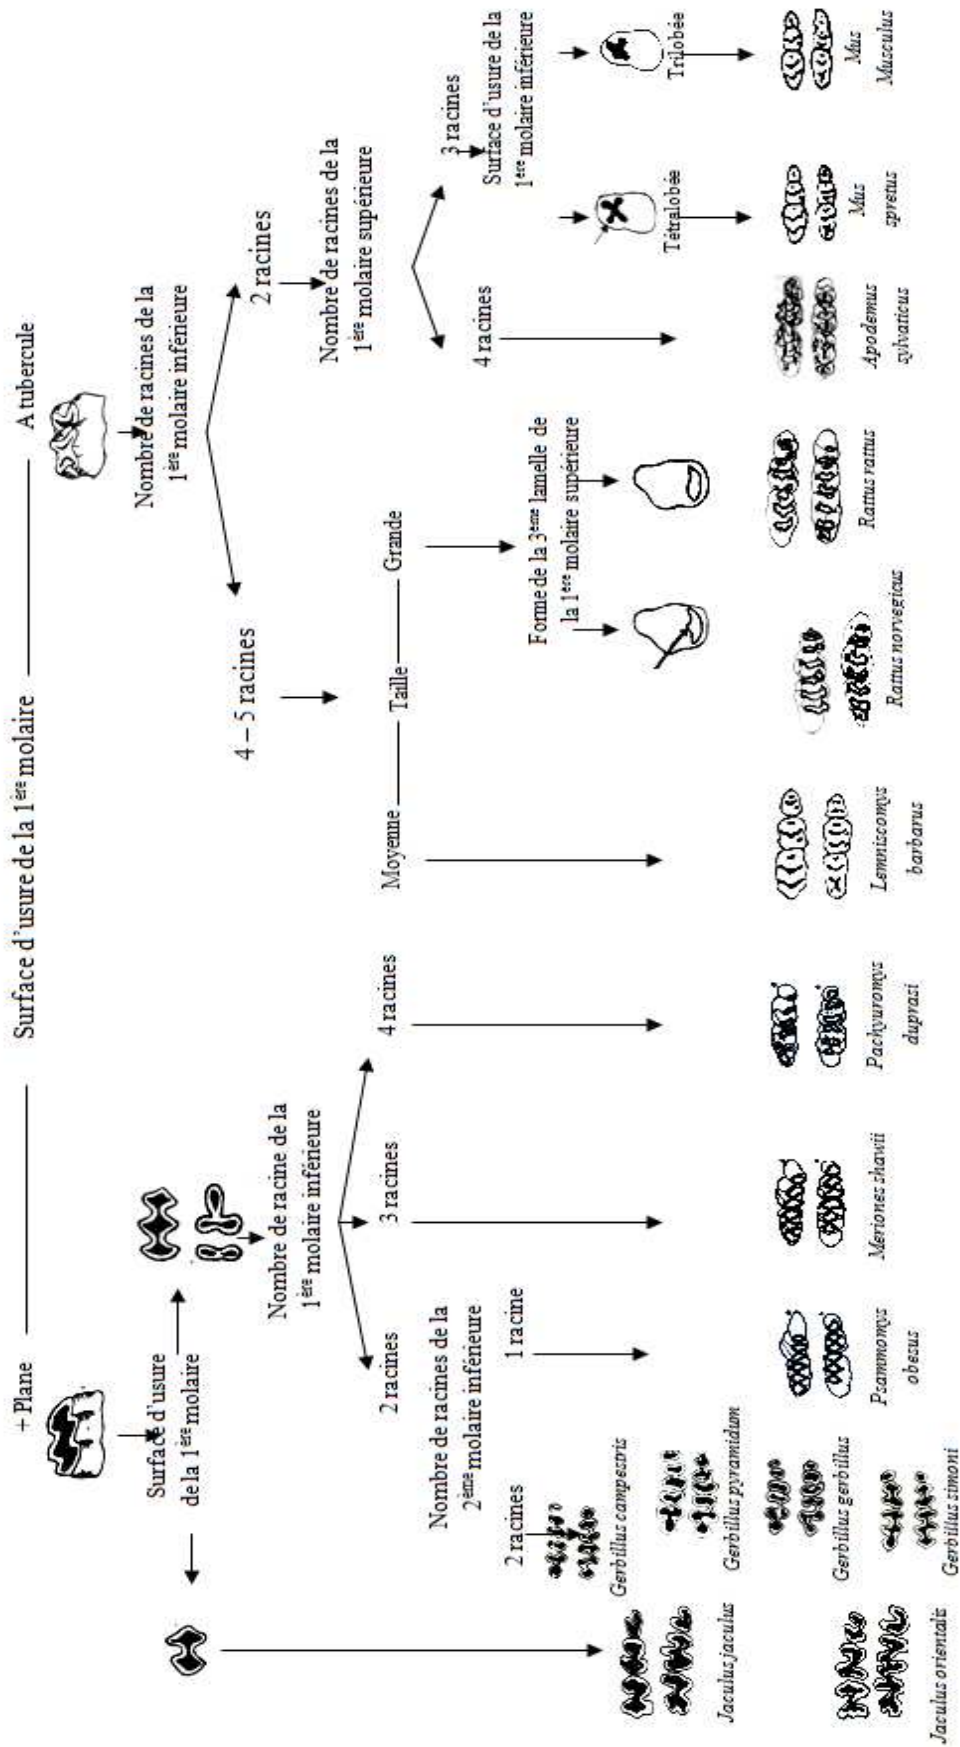 Surface d'usure de la 1ère molaire
+ Plane
A tubercule
Surface d'usure
de la 1ère molaire
Nombre de racines de la
1ère molaire inférieure
Nombre de racine de la
1ère molaire inférieure
4 – 5 racines
2 racines
Nombre de racines de la
1ère molaire supérieure
2 racines
3 racines
4 racines
Moyenne
Taille
Grande
4 racines
3 racines
Nombre de racines de la
2ème molaire inférieure
Surface d'usure de la
1ere molaire inférieure
2 racines
1 racine
Forme de la 3ème lamelle de
la 1ère molaire supérieure
Tétralobée
Trilobée
Gerbillus campestris
Gerbillus pyramidum
Gerbillus gerbillus
Gerbillus simoni
Jaculus jaculus
Jaculus orientalis
Psammomys
obesus
Meriones shawii
Pachyuromys
duprasi
Lemniscomys
barbarus
Rattus norvegicus
Rattus rattus
Apodemus
sylvaticus
Mus
spretus
Mus
Musculus